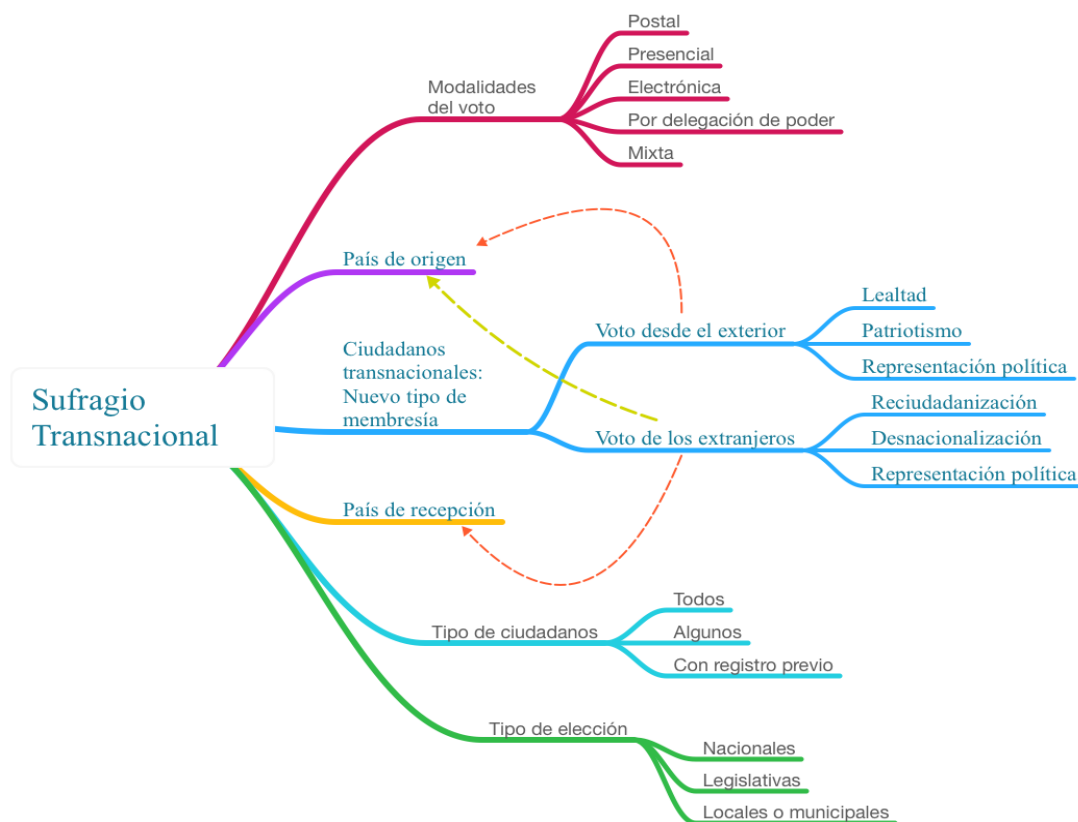 Postal
Presencial
Modalidades
del voto
Electrónica
Por delegación de poder
Mixta
País de origen
Lealtad
Voto desde el exterior
Patriotismo
Representación política
Ciudadanos
transnacionales:
Nuevo tipo de
membresía
Sufragio
Transnacional
Reciudadanización
Voto de los extranjeros
Desnacionalización
Representación política
País de recepción
Todos
Tipo de ciudadanos
Algunos
Con registro previo
Tipo de elección
Nacionales
Legislativas
Locales o municipales